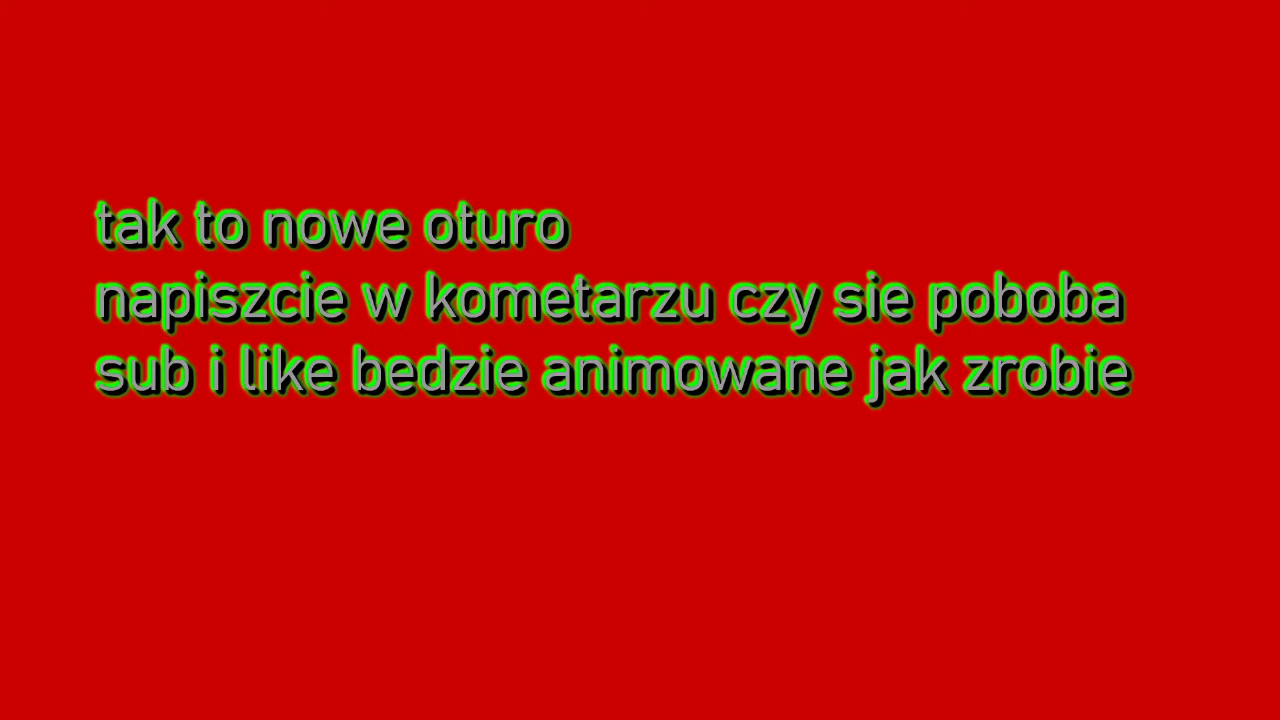 tak to nowe oturo
napiszcie w kometarzu czy sie poboba
sub i like bedzie animowane jak zrobie